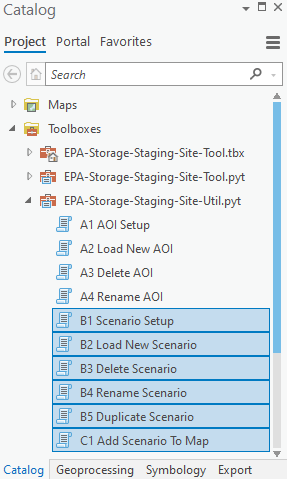 Catalog
Project Portal Favorites
Search
Maps
Toolboxes
EPA-Storage-Staging-Site-Tool.tbx
EPA-Storage-Staging-Site-Tool.pyt
EPA-Storage-Staging-Site-Util.pyt
A1 AOI Setup
A2 Load New AOI
A3 Delete AOI
A4 Rename AOI
B1 Scenario Setup
B2 Load New Scenario
B3 Delete Scenario
B4 Rename Scenario
B5 Duplicate Scenario
C1 Add Scenario To Map
Catalog Geoprocessing Symbology Export